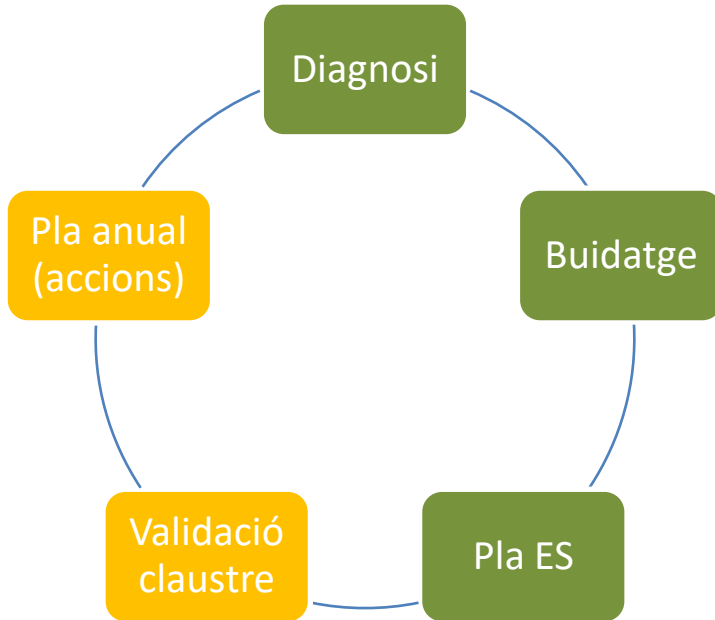 Diagnosi
Buidatge
Pla ES
Validació
claustre
Pla anual
(accions)